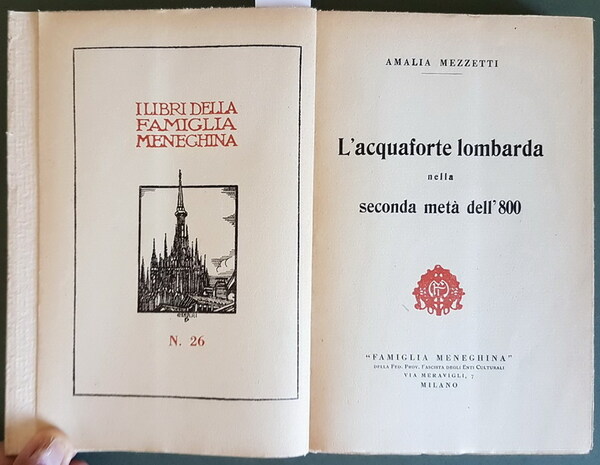 I LIBRI DELLA
FAMIGLIA
MENEGHINA
N. 26
AMALIA MEZZETTI
L'acquaforte lombarda
nella
seconda metà dell'800
"FAMIGLIA MENEGHINA"
DELLA FED. PROV. FASCISTA DEGLI ENTI CULTURALI
VIA MERAVIGLI, 7
MILANO